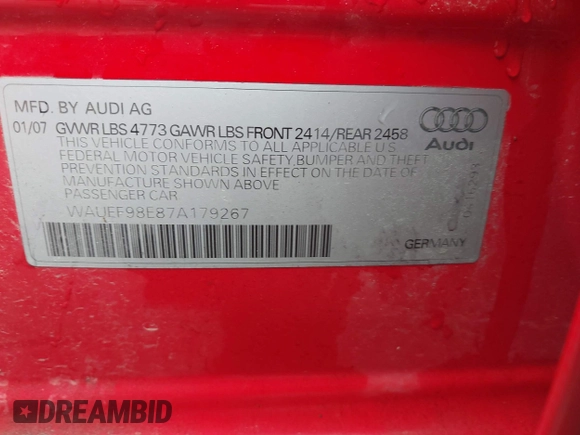 MFD. BY AUDI AG
01/07 GVWR LBS 4773 GAWR LBS FRONT 2414/REAR 2458
THIS VEHICLE CONFORMS TO ALL APPLICABLE U.S.
FEDERAL MOTOR VEHICLE SAFETY, BUMPER AND THEFT
PREVENTION STANDARDS IN EFFECT ON THE DATE OF
MANUFACTURE SHOWN ABOVE
PASSENGER CAR
WAUEF98E87A179267
Audi
GERMANY
DREAMBID